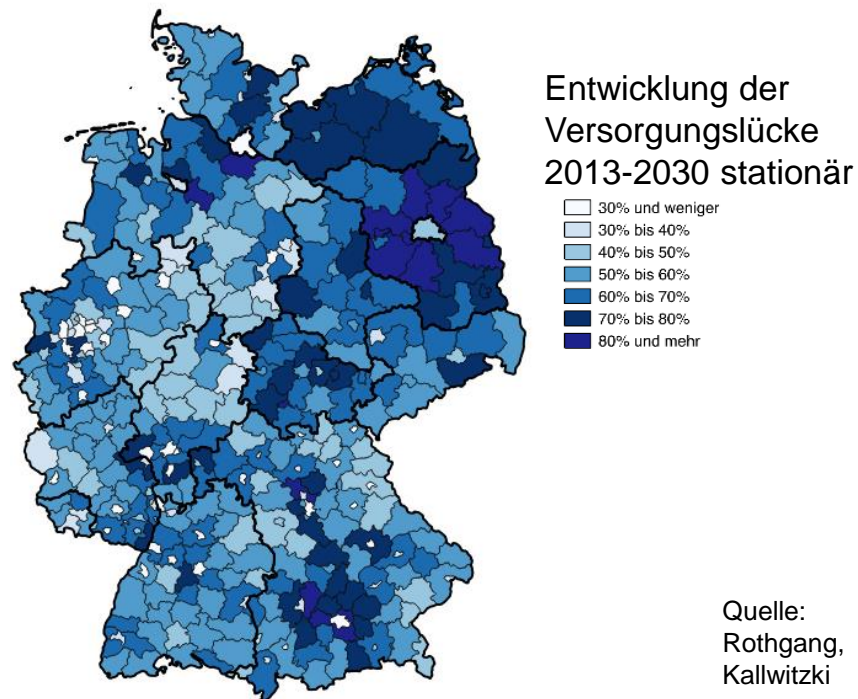 Entwicklung der
Versorgungslücke
2013-2030 stationär
30% und weniger
30% bis 40%
40% bis 50%
50% bis 60%
60% bis 70%
70% bis 80%
80% und mehr
Quelle:
Rothgang,
Kallwitzki